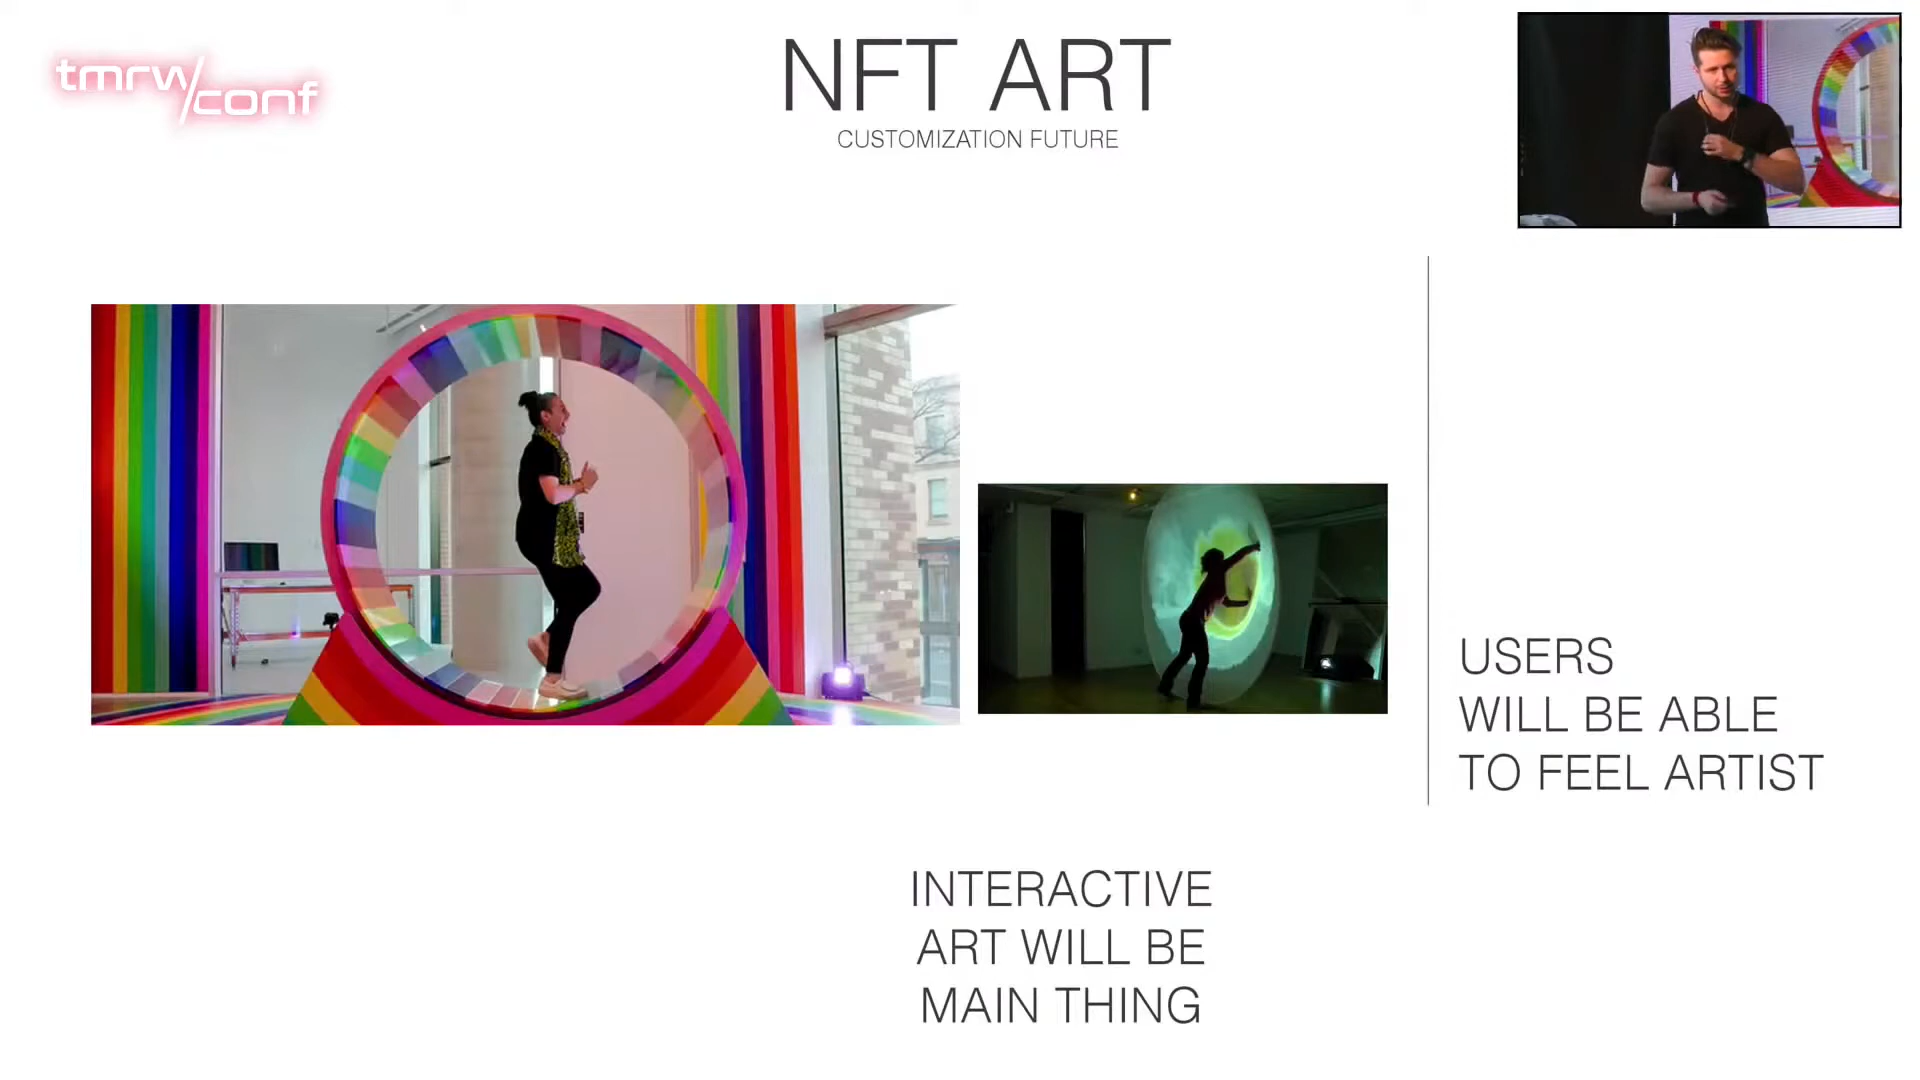 tmrw/conf
NFT ART
CUSTOMIZATION FUTURE
USERS
WILL BE ABLE
TO FEEL ARTIST
INTERACTIVE
ART WILL BE
MAIN THING